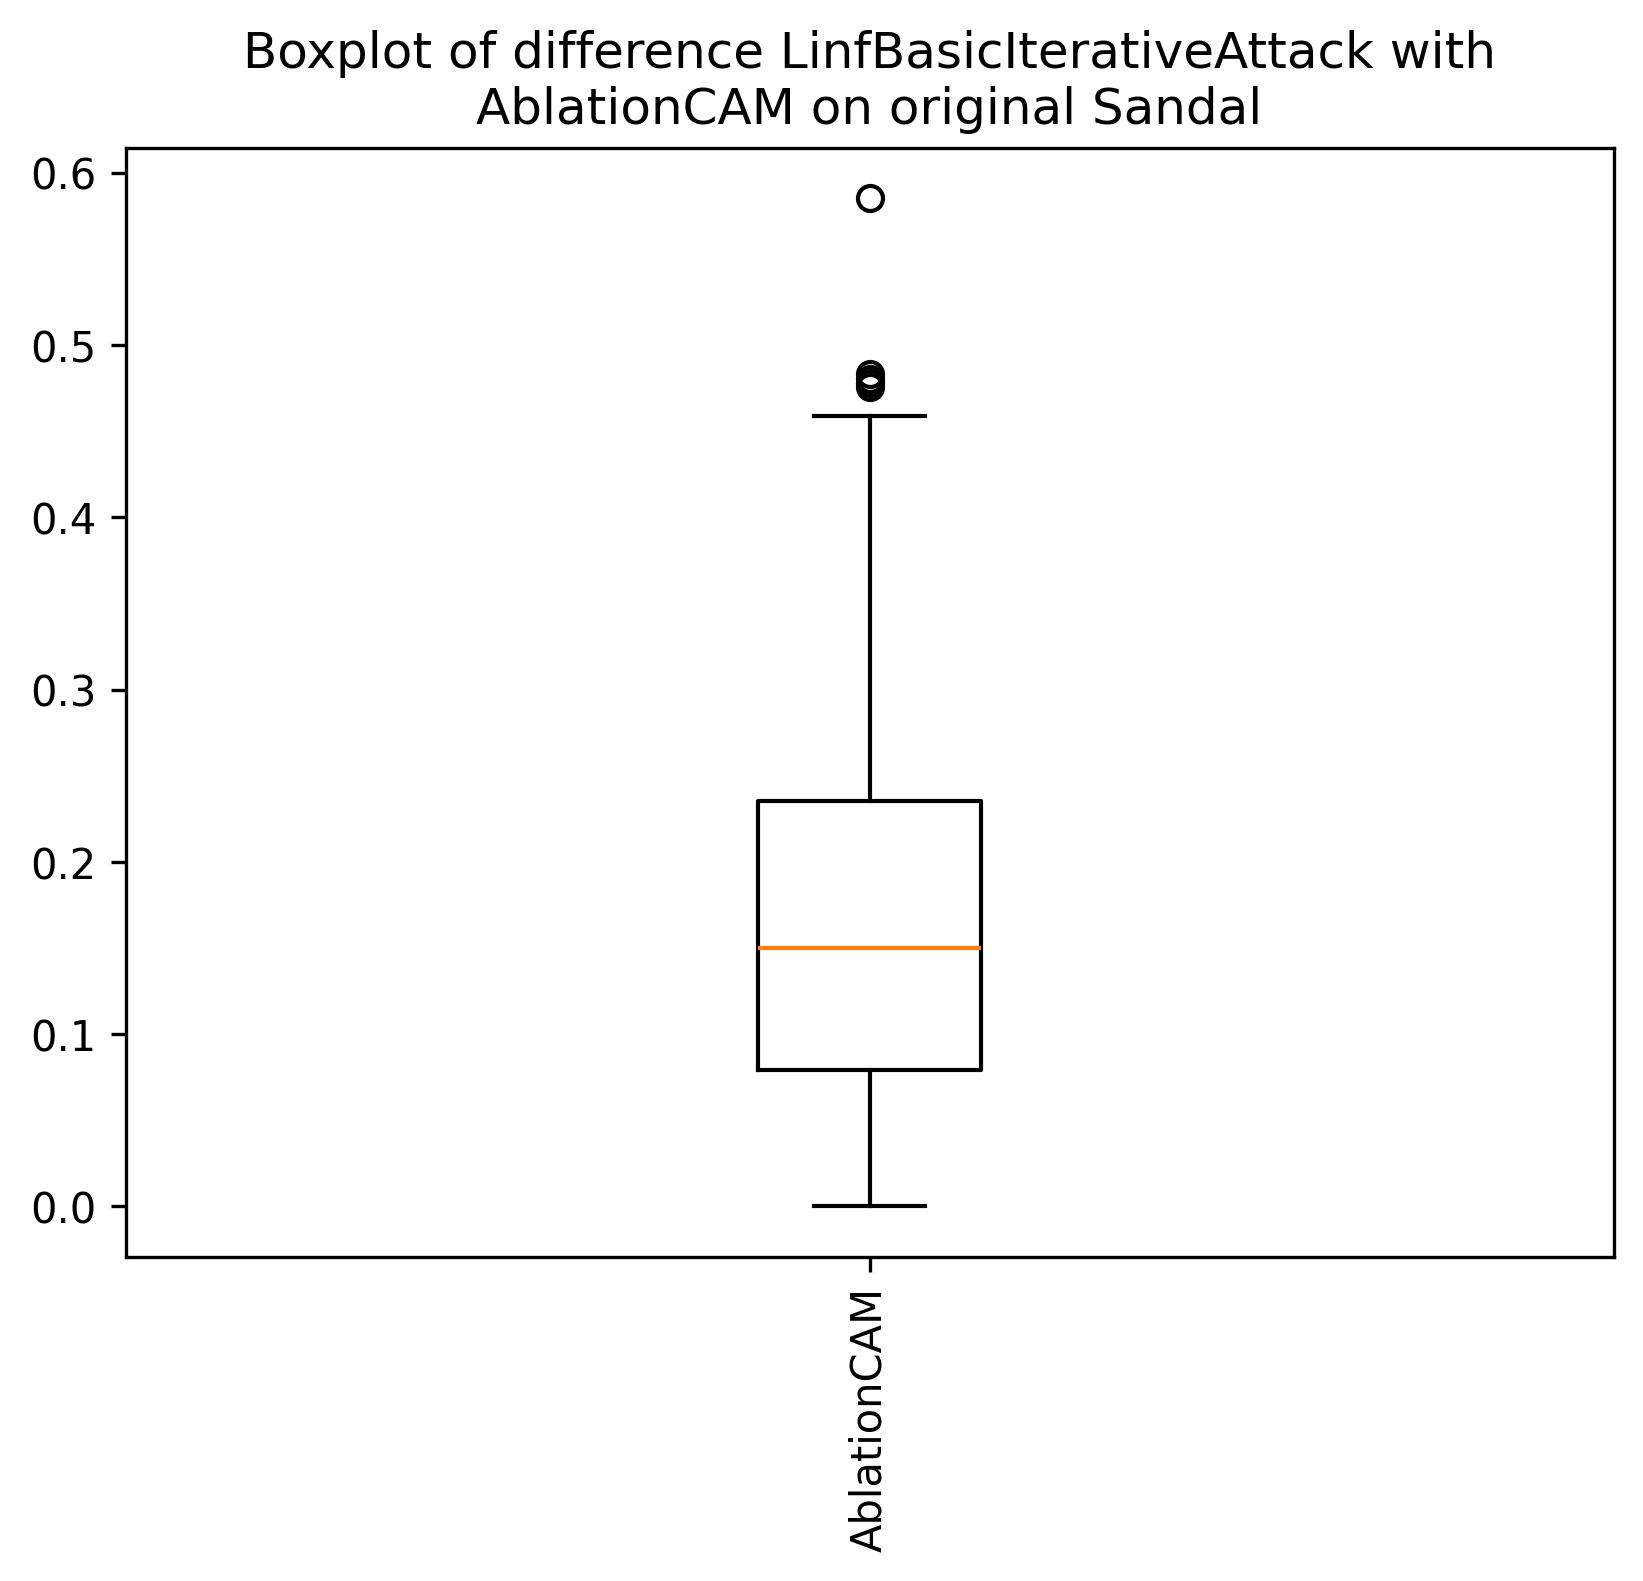 Boxplot of difference LinfBasicIterativeAttack with
AblationCAM on original Sandal
0.6
0.5
0.4
0.3
0.2
0.1
0.0
AblationCAM